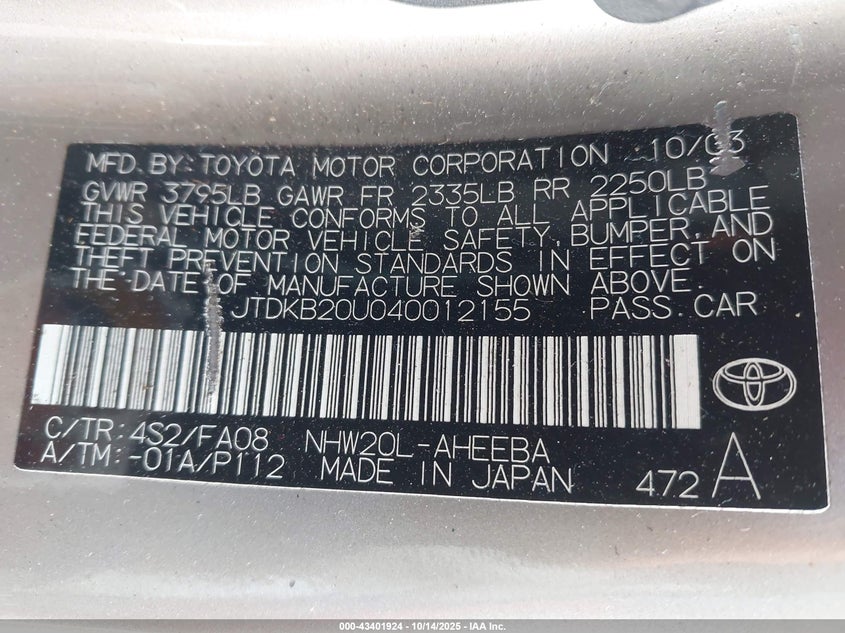 MFD. BY: TOYOTA MOTOR CORPORATION 10/03
GVWR 3795LB GAWR FR 2335LB RR 2250LB
THIS VEHICLE CONFORMS TO ALL APPLICABLE
FEDERAL MOTOR VEHICLE SAFETY, BUMPER, AND
THEFT PREVENTION STANDARDS IN EFFECT ON
THE DATE OF MANUFACTURE SHOWN ABOVE.
JTDKB20U040012155 PASS. CAR
C/TR: 4S2/FA08 NHW20L-AHEEBA
A/TM: -01A/P112 MADE IN JAPAN 472 A
000-43401924 - 10/14/2025 - IAA Inc.